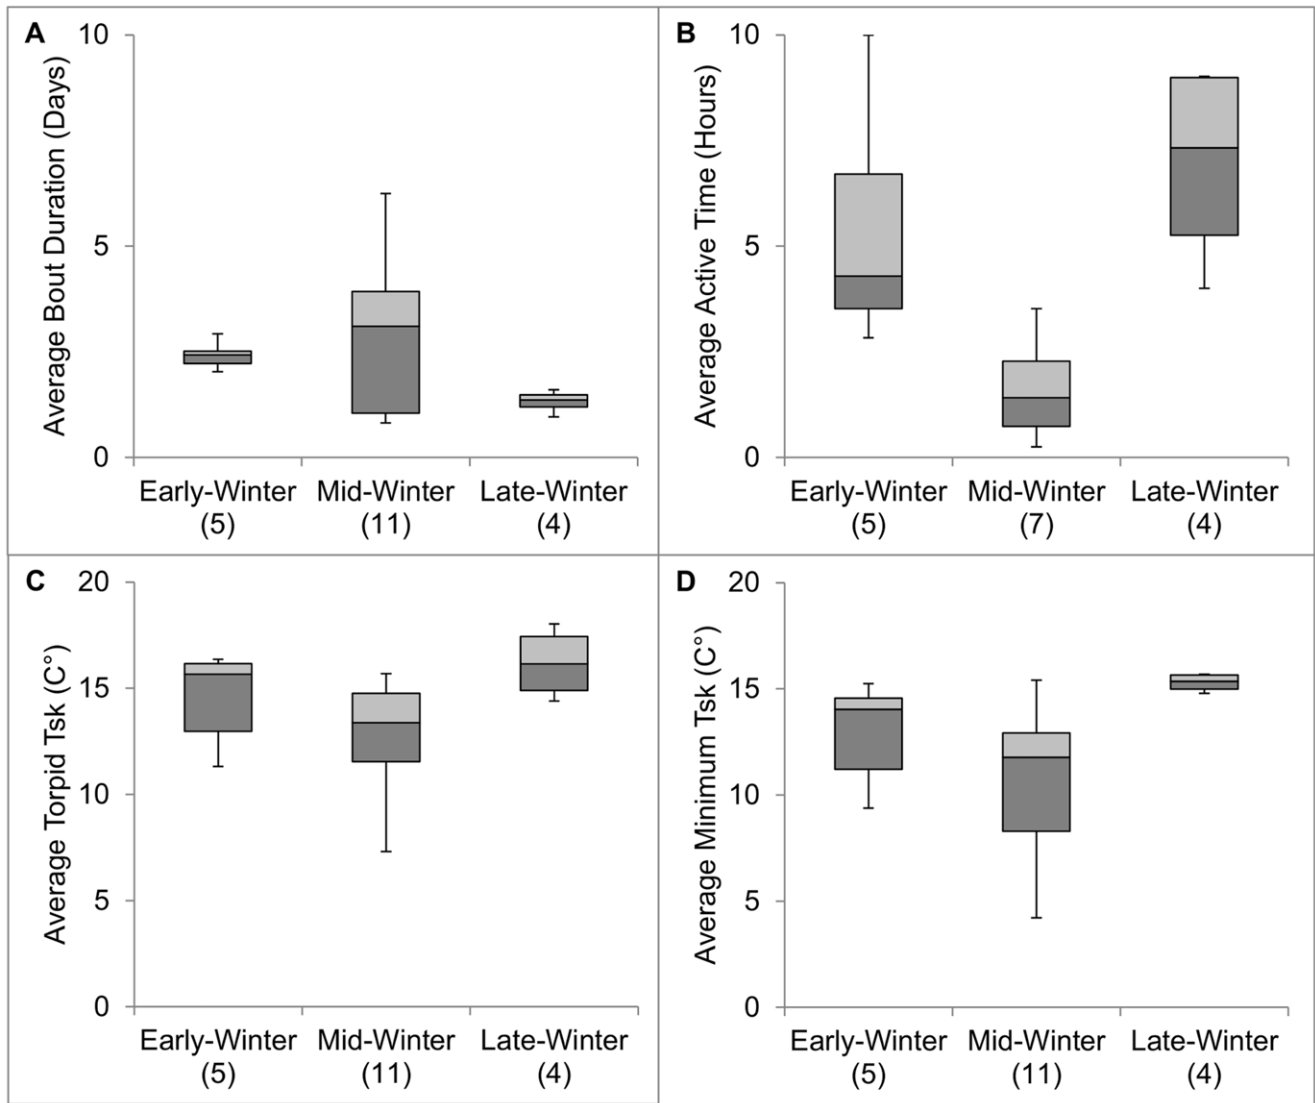 A
Average Bout Duration (Days)
10
5
0
Early-Winter Mid-Winter Late-Winter
(5) (11) (4)
B
Average Active Time (Hours)
10
5
0
Early-Winter Mid-Winter Late-Winter
(5) (7) (4)
C
Average Torpid Tsk (C°)
20
15
10
5
0
Early-Winter Mid-Winter Late-Winter
(5) (11) (4)
D
Average Minimum Tsk (C°)
20
15
10
5
0
Early-Winter Mid-Winter Late-Winter
(5) (11) (4)